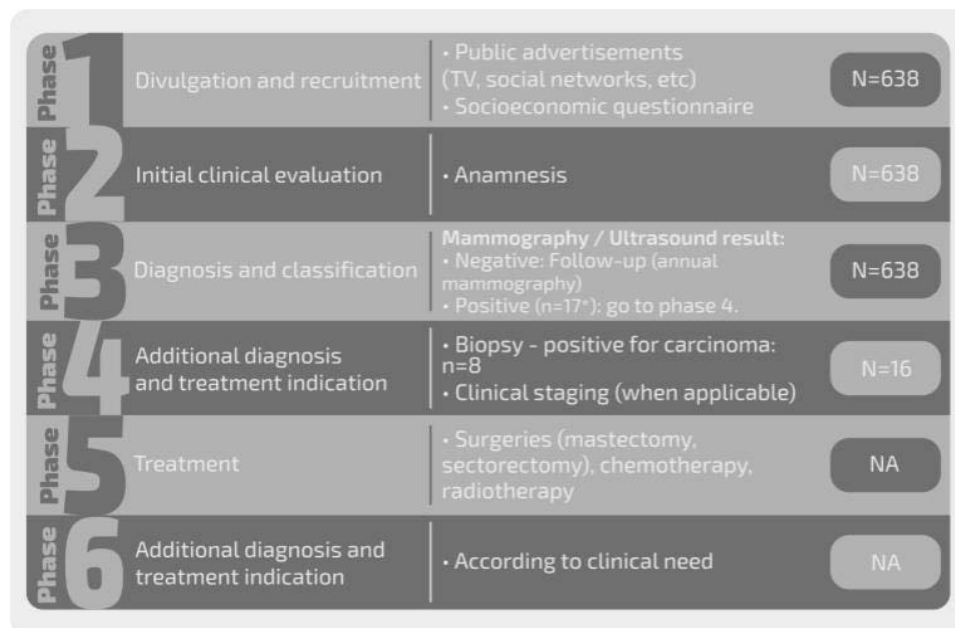 Phase 1
Divulgation and recruitment
• Public advertisements
(TV, social networks, etc)
• Socioeconomic questionnaire
N=638
Phase 2
Initial clinical evaluation
• Anamnesis
N=638
Phase 3
Diagnosis and classification
Mammography / Ultrasound result:
• Negative: Follow-up (annual
mammography)
• Positive (n=17*): go to phase 4.
N=638
Phase 4
Additional diagnosis
and treatment indication
• Biopsy - positive for carcinoma:
n=8
• Clinical staging (when applicable)
N=16
Phase 5
Treatment
• Surgeries (mastectomy,
sectorectomy), chemotherapy,
radiotherapy
NA
Phase 6
Additional diagnosis and
treatment indication
• According to clinical need
NA